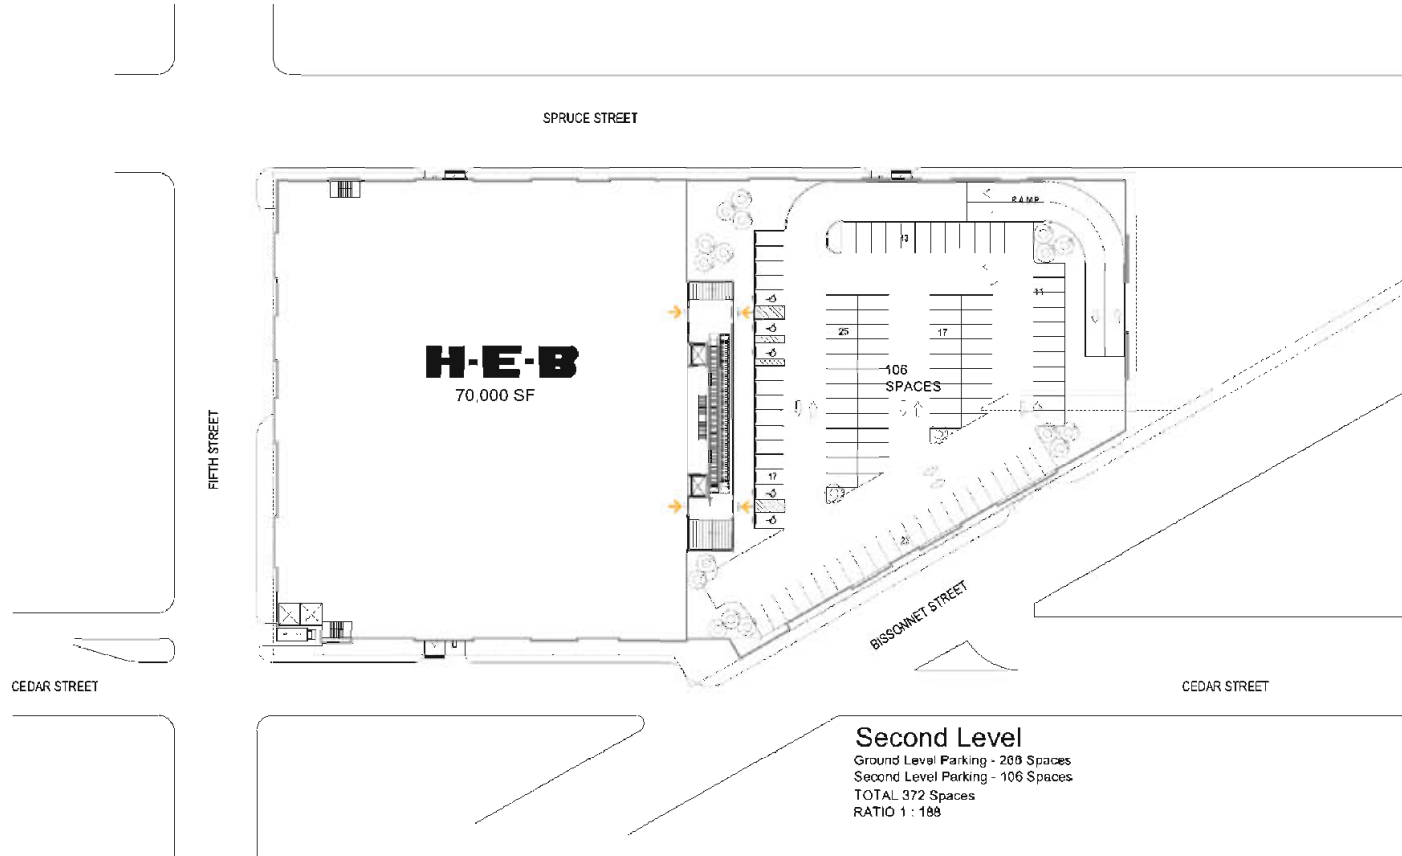 SPRUCE STREET
RAMP
13
11
25
17
H-E-B
70,000 SF
106
SPACES
FIFTH STREET
17
23
BISSONNET STREET
CEDAR STREET
CEDAR STREET
Second Level
Ground Level Parking - 266 Spaces
Second Level Parking - 106 Spaces
TOTAL 372 Spaces
RATIO 1 : 188